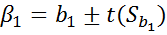 β₁ = b₁ ± t(S_b₁)